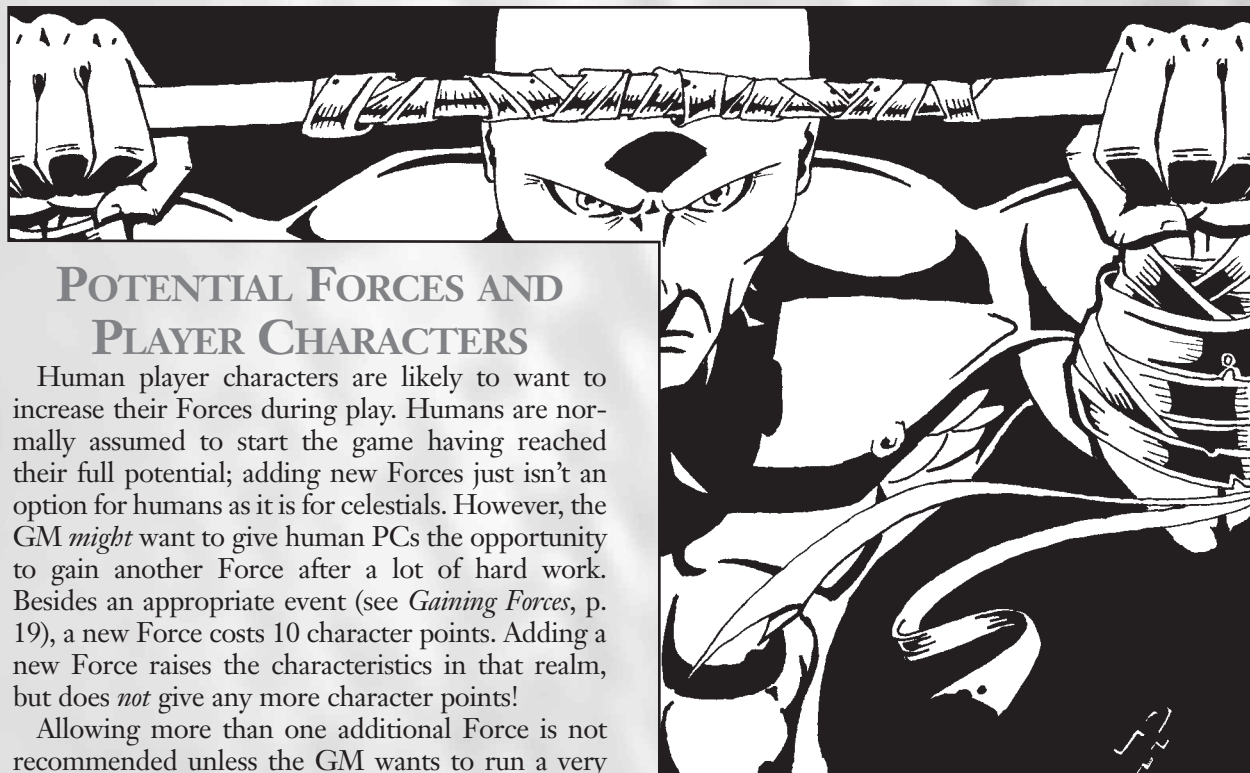 POTENTIAL FORCES AND
PLAYER CHARACTERS
Human player characters are likely to want to
increase their Forces during play. Humans are nor-
mally assumed to start the game having reached
their full potential; adding new Forces just isn’t an
option for humans as it is for celestials. However, the
GM might want to give human PCs the opportunity
to gain another Force after a lot of hard work.
Besides an appropriate event (see Gaining Forces, p.
19), a new Force costs 10 character points. Adding a
new Force raises the characteristics in that realm,
but does not give any more character points!
Allowing more than one additional Force is not
recommended unless the GM wants to run a very